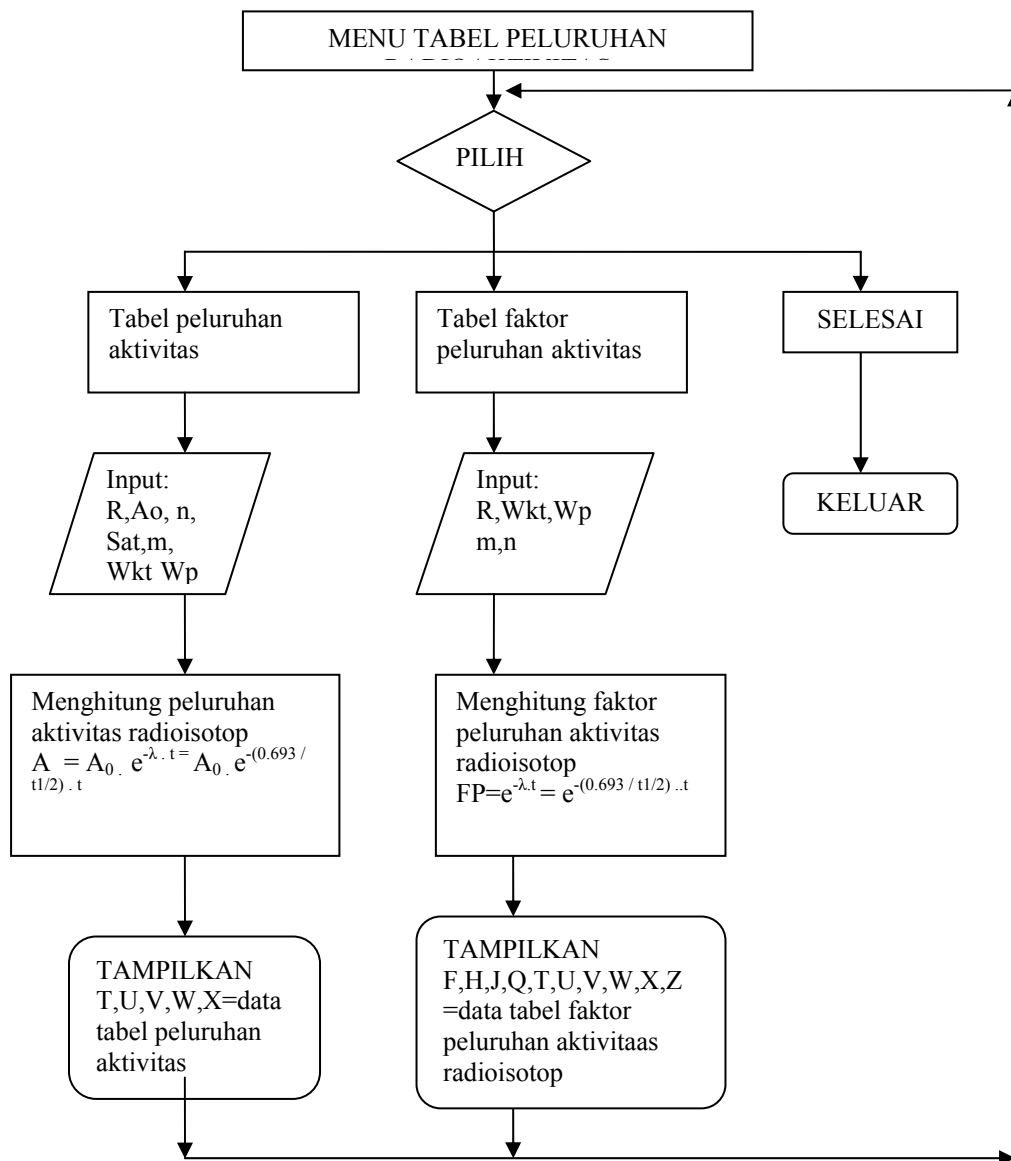 MENU TABEL PELURUHAN
PILIH
Tabel peluruhan
aktivitas
Tabel faktor
peluruhan aktivitas
SELESAI
Input:
R,Ao, n,
Sat,m,
Wkt Wp
Input:
R,Wkt,Wp
m,n
KELUAR
Menghitung peluruhan
aktivitas radioisotop
A = A₀ . e^-λ . t = A₀ . e^-(0.693 /
t1/2) . t
Menghitung faktor
peluruhan aktivitas
radioisotop
FP=e^-λ.t = e^-(0.693 / t1/2) ..t
TAMPILKAN
T,U,V,W,X=data
tabel peluruhan
aktivitas
TAMPILKAN
F,H,J,Q,T,U,V,W,X,Z
=data tabel faktor
peluruhan aktivitaas
radioisotop